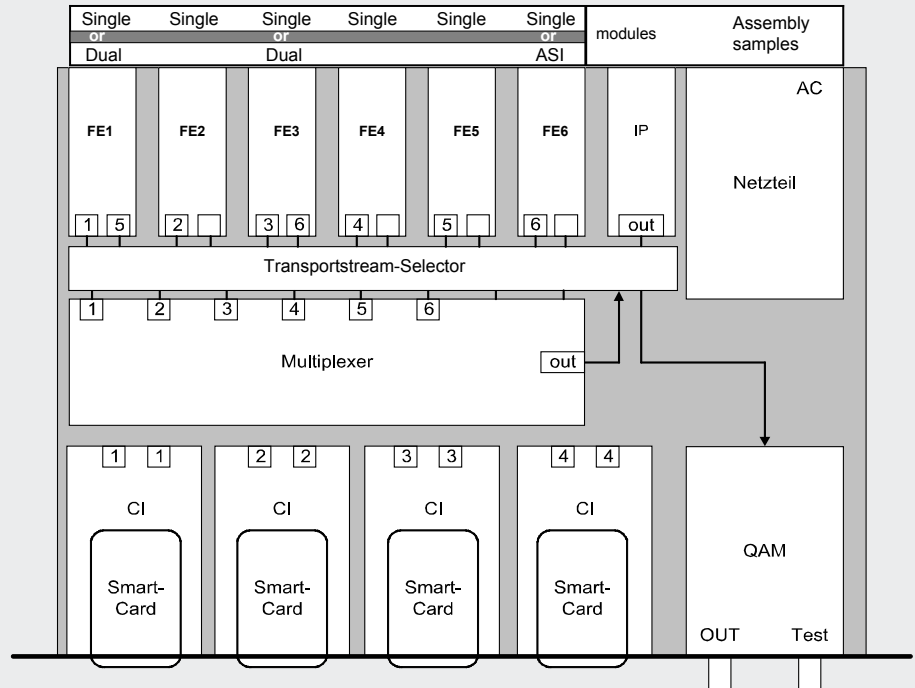 Single Single Single Single Single Single
or or or
Dual Dual ASI
modules
Assembly
samples
FE1 FE2 FE3 FE4 FE5 FE6 IP
AC
Netzteil
1 5 2 3 6 4 5 6 out
Transportstream-Selector
1 2 3 4 5 6
Multiplexer
out
1 1 2 2 3 3 4 4
CI CI CI CI
QAM
Smart-
Card
Smart-
Card
Smart-
Card
Smart-
Card
OUT Test